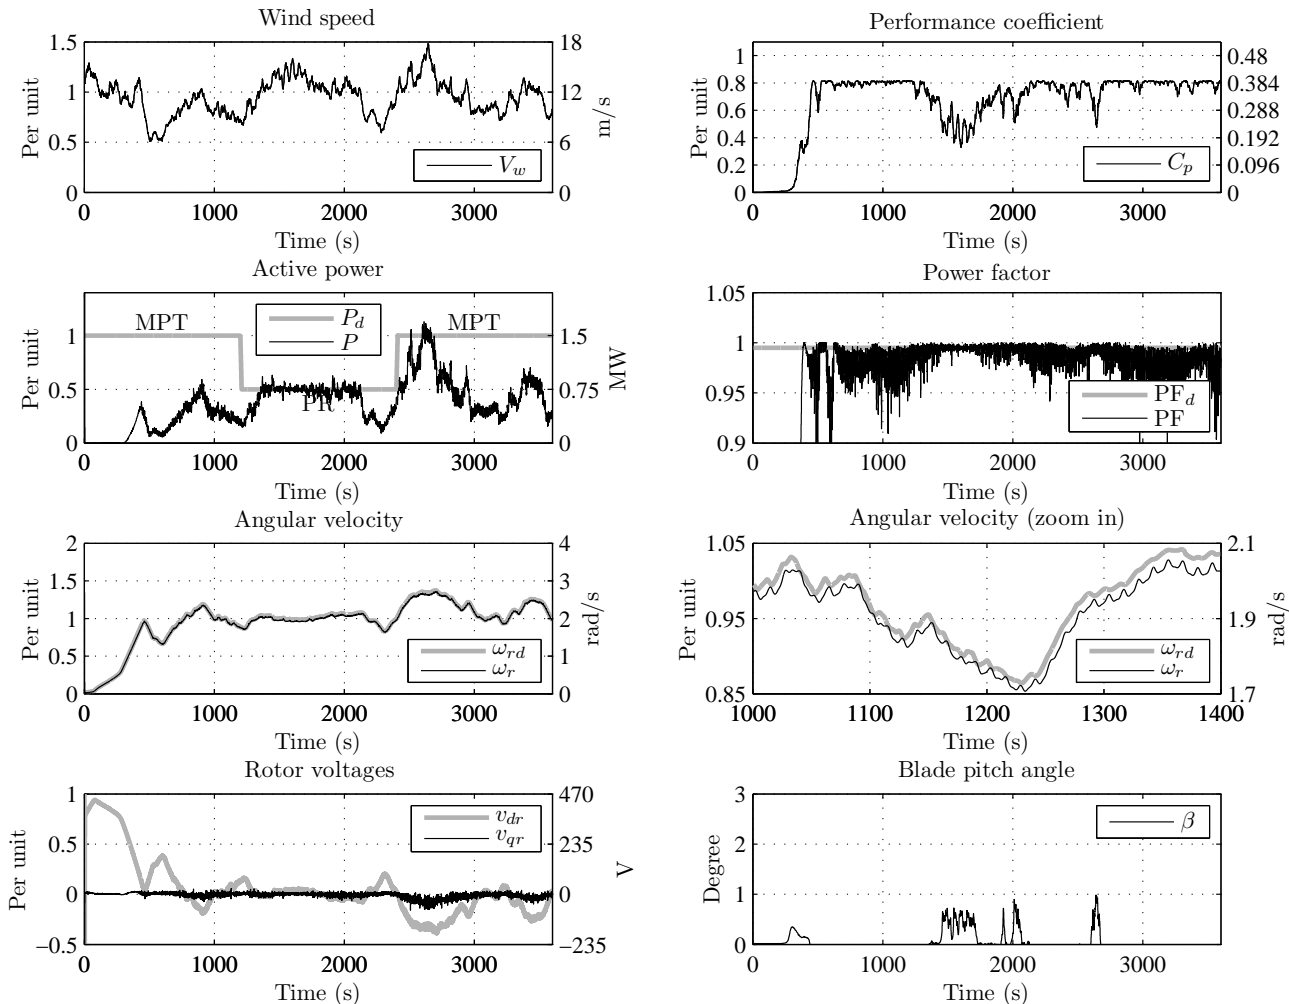 Wind speed
1.5
1
0.5
0
18
12
6
0
Per unit
m/s
V_w
0 1000 2000 3000
Time (s)
Performance coefficient
1
0.8
0.6
0.4
0.2
0
0.48
0.384
0.288
0.192
0.096
0
Per unit
C_p
0 1000 2000 3000
Time (s)
Active power
1
0.5
0
1.5
0.75
0
Per unit
MW
MPT
MPT
PR
P_d
P
0 1000 2000 3000
Time (s)
Power factor
1.05
1
0.95
0.9
PF_d
PF
0 1000 2000 3000
Time (s)
Angular velocity
2
1.5
1
0.5
0
4
3
2
1
0
Per unit
rad/s
ω_rd
ω_r
0 1000 2000 3000
Time (s)
Angular velocity (zoom in)
1.05
0.95
0.85
2.1
1.9
1.7
Per unit
rad/s
ω_rd
ω_r
1000 1100 1200 1300 1400
Time (s)
Rotor voltages
1
0.5
0
−0.5
470
235
0
−235
Per unit
V
v_dr
v_qr
0 1000 2000 3000
Time (s)
Blade pitch angle
3
2
1
0
Degree
β
0 1000 2000 3000
Time (s)